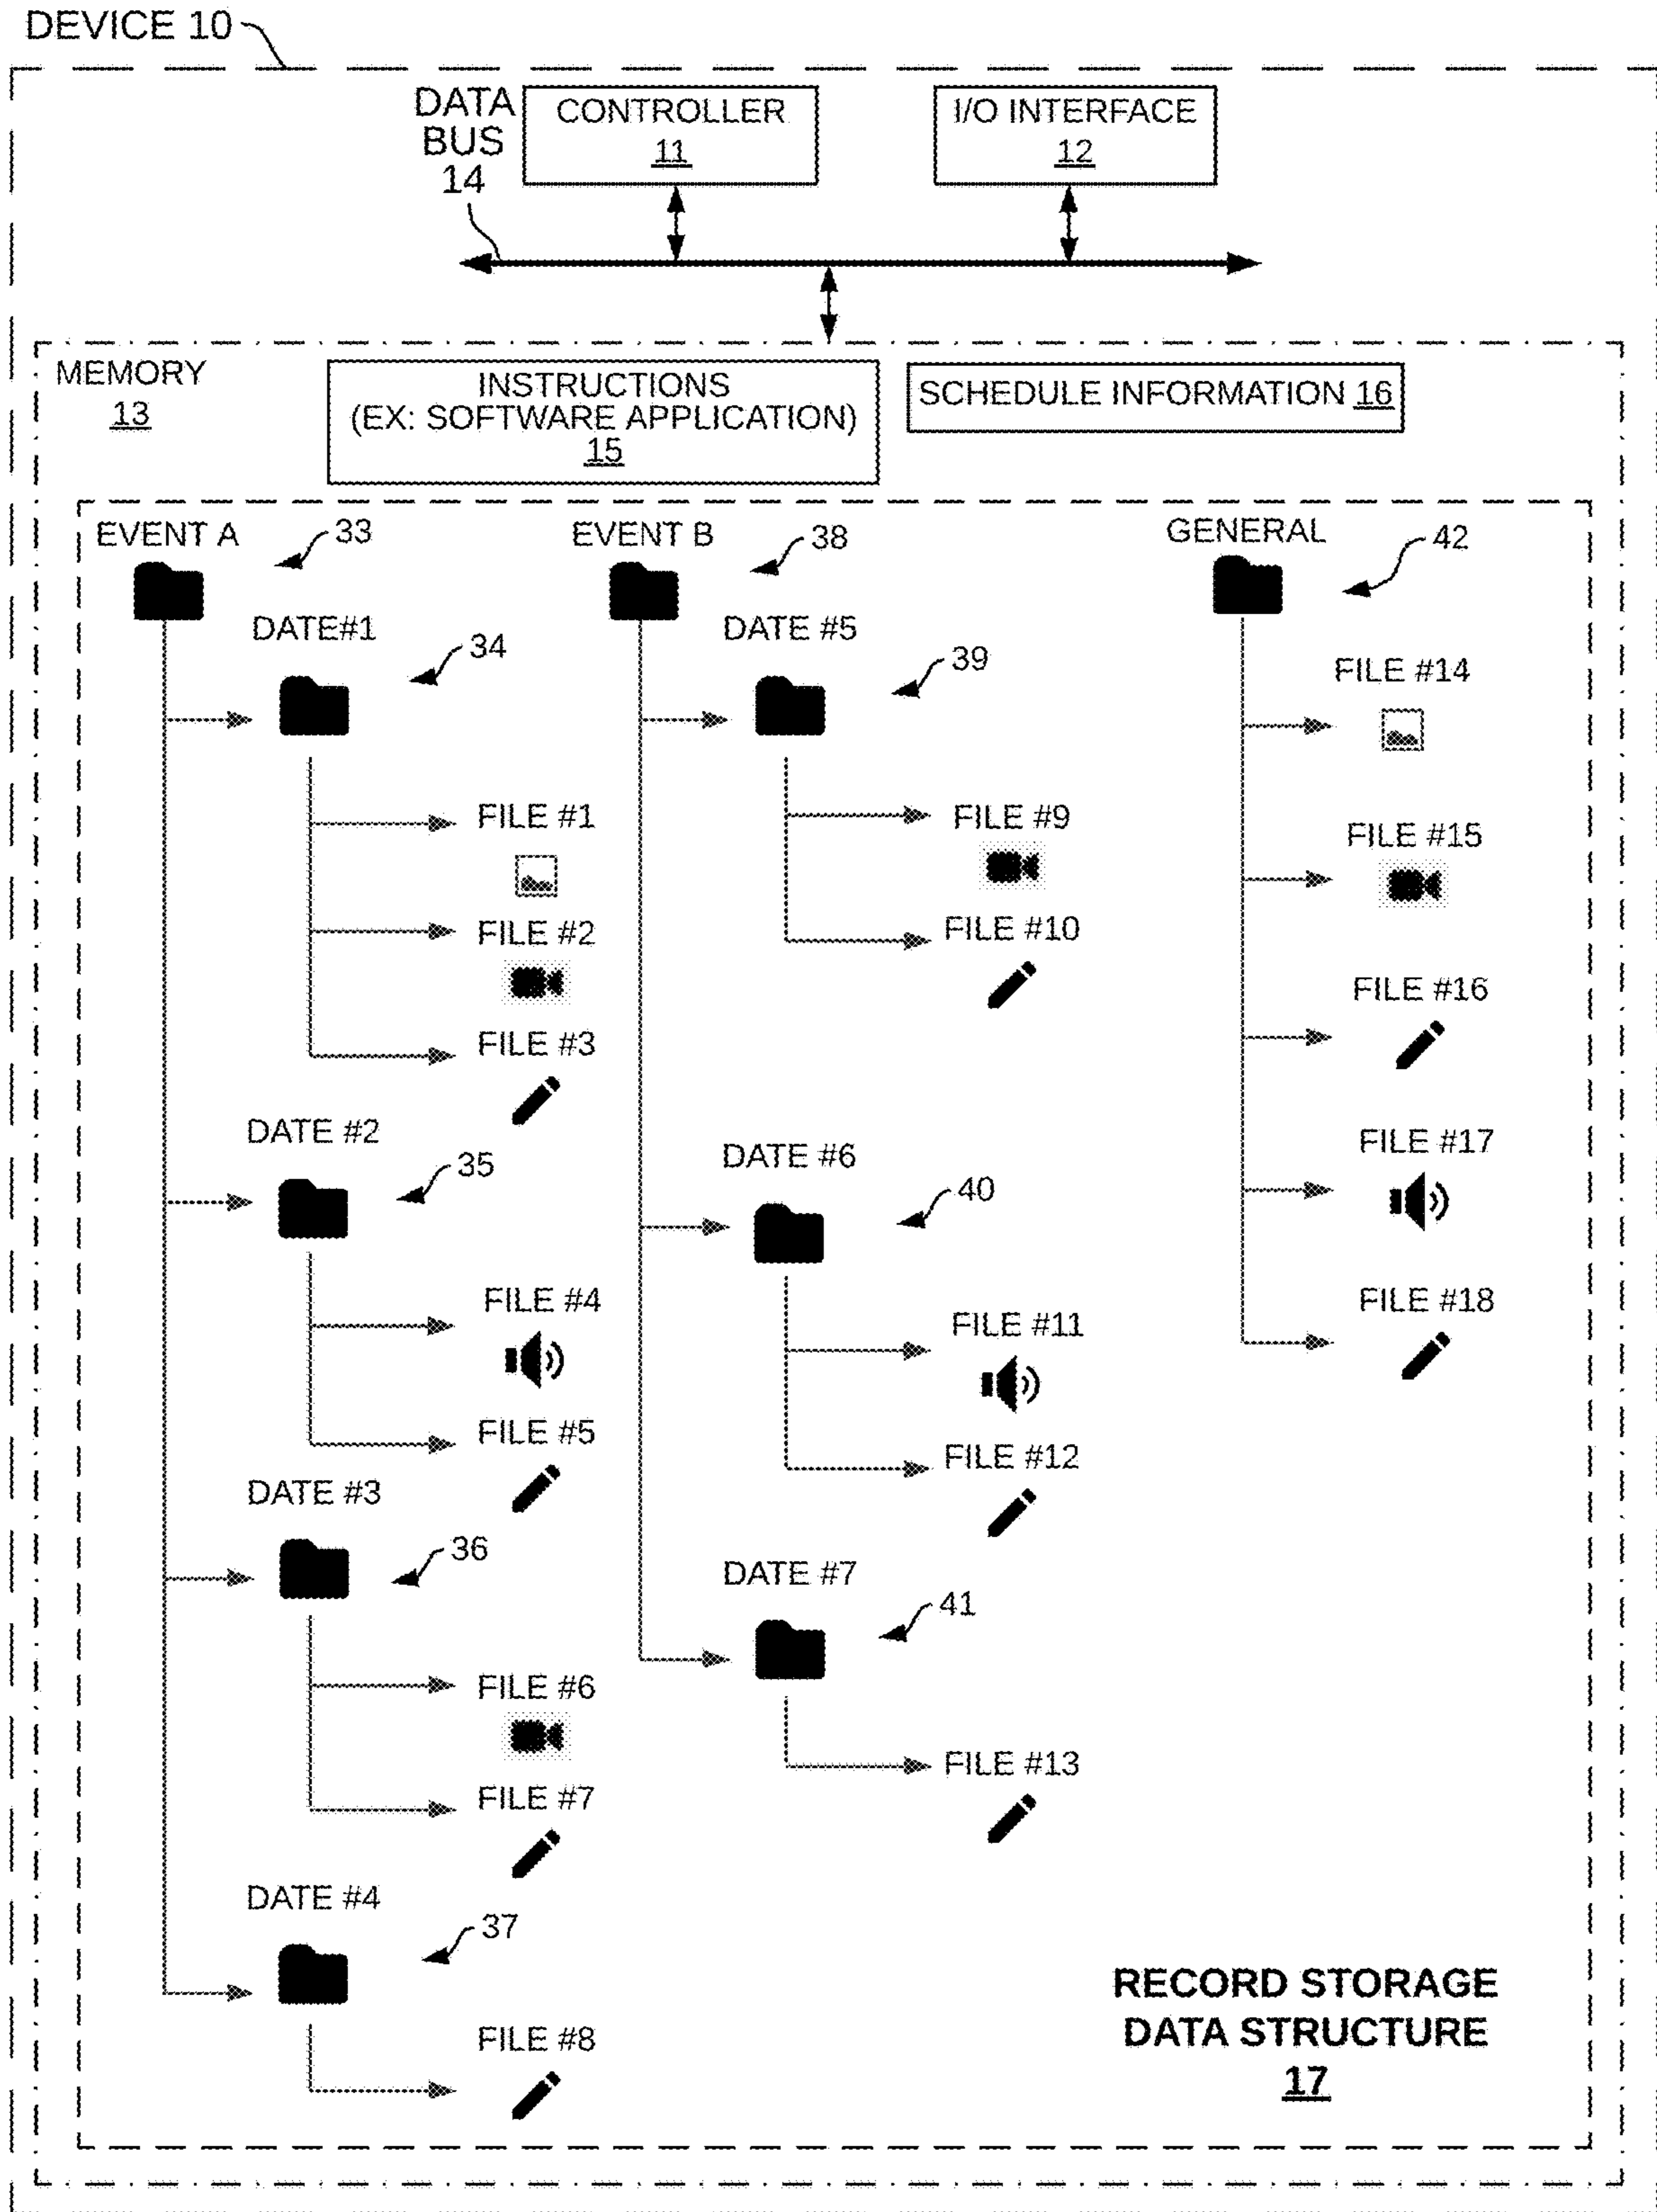 DEVICE 10
DATA
BUS
14
CONTROLLER
11
I/O INTERFACE
12
MEMORY
13
INSTRUCTIONS
(EX: SOFTWARE APPLICATION)
15
SCHEDULE INFORMATION 16
EVENT A
33
DATE#1
34
FILE #1
FILE #2
FILE #3
DATE #2
35
FILE #4
FILE #5
DATE #3
36
FILE #6
FILE #7
DATE #4
37
FILE #8
EVENT B
38
DATE #5
39
FILE #9
FILE #10
DATE #6
40
FILE #11
FILE #12
DATE #7
41
FILE #13
GENERAL
42
FILE #14
FILE #15
FILE #16
FILE #17
FILE #18
RECORD STORAGE
DATA STRUCTURE
17